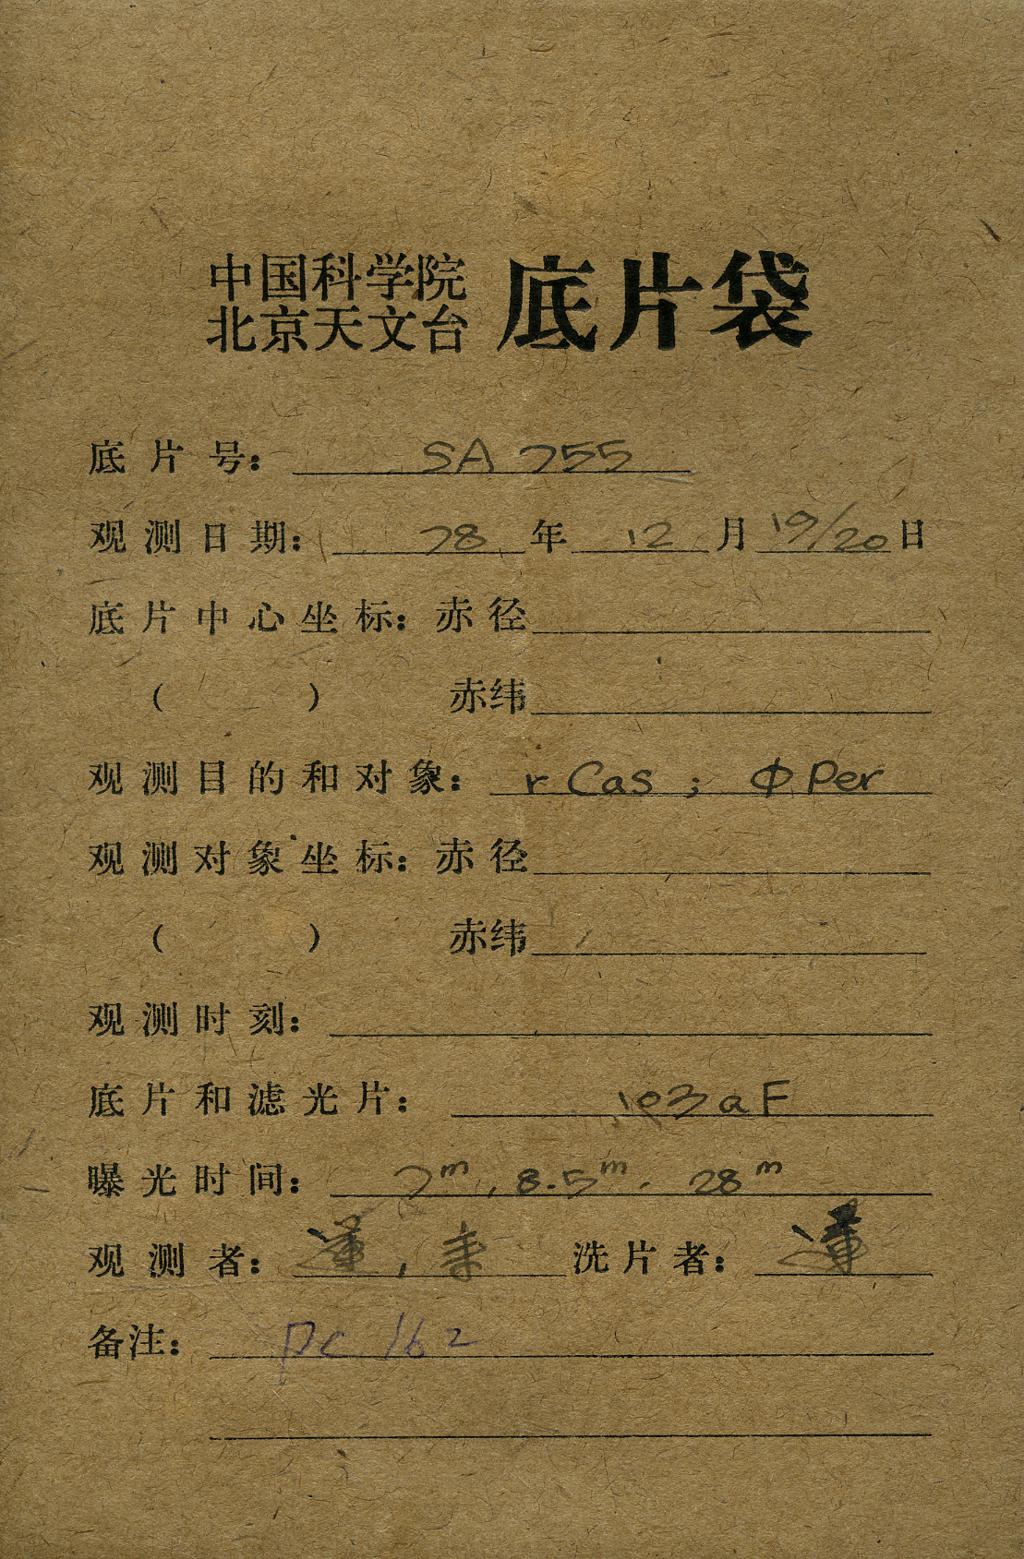 中国科学院
北京天文台 底片袋
底片号: SA 755
观测日期: 78 年 12 月 19/20 日
底片中心坐标: 赤径
( ) 赤纬
观测目的和对象: r Cas ; Φ Per
观测对象坐标: 赤径
( ) 赤纬
观测时刻:
底片和滤光片: 103aF
曝光时间: 7m, 8.5m. 28m
观测者: 洗片者:
备注: PC 162